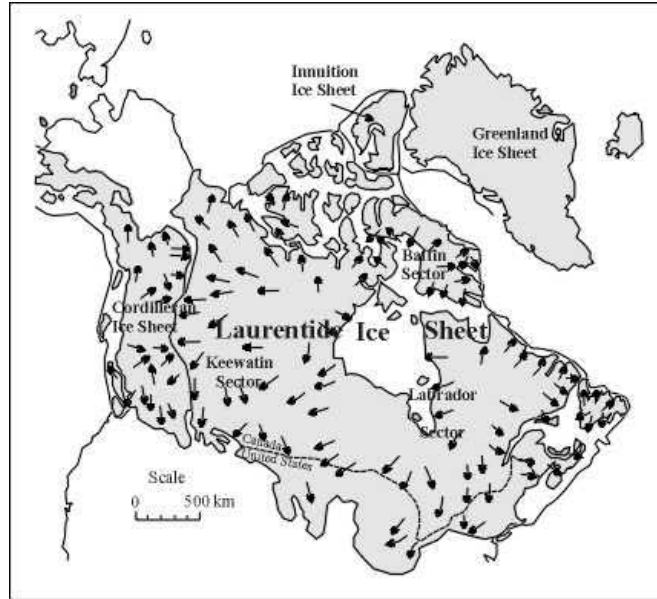 Innuition
Ice Sheet
Greenland
Ice Sheet
Baffin
Sector
Cordilleran
Ice Sheet
Laurentide Ice Sheet
Keewatin
Sector
Labrador
Sector
Canada
United States
Scale
0 500 km